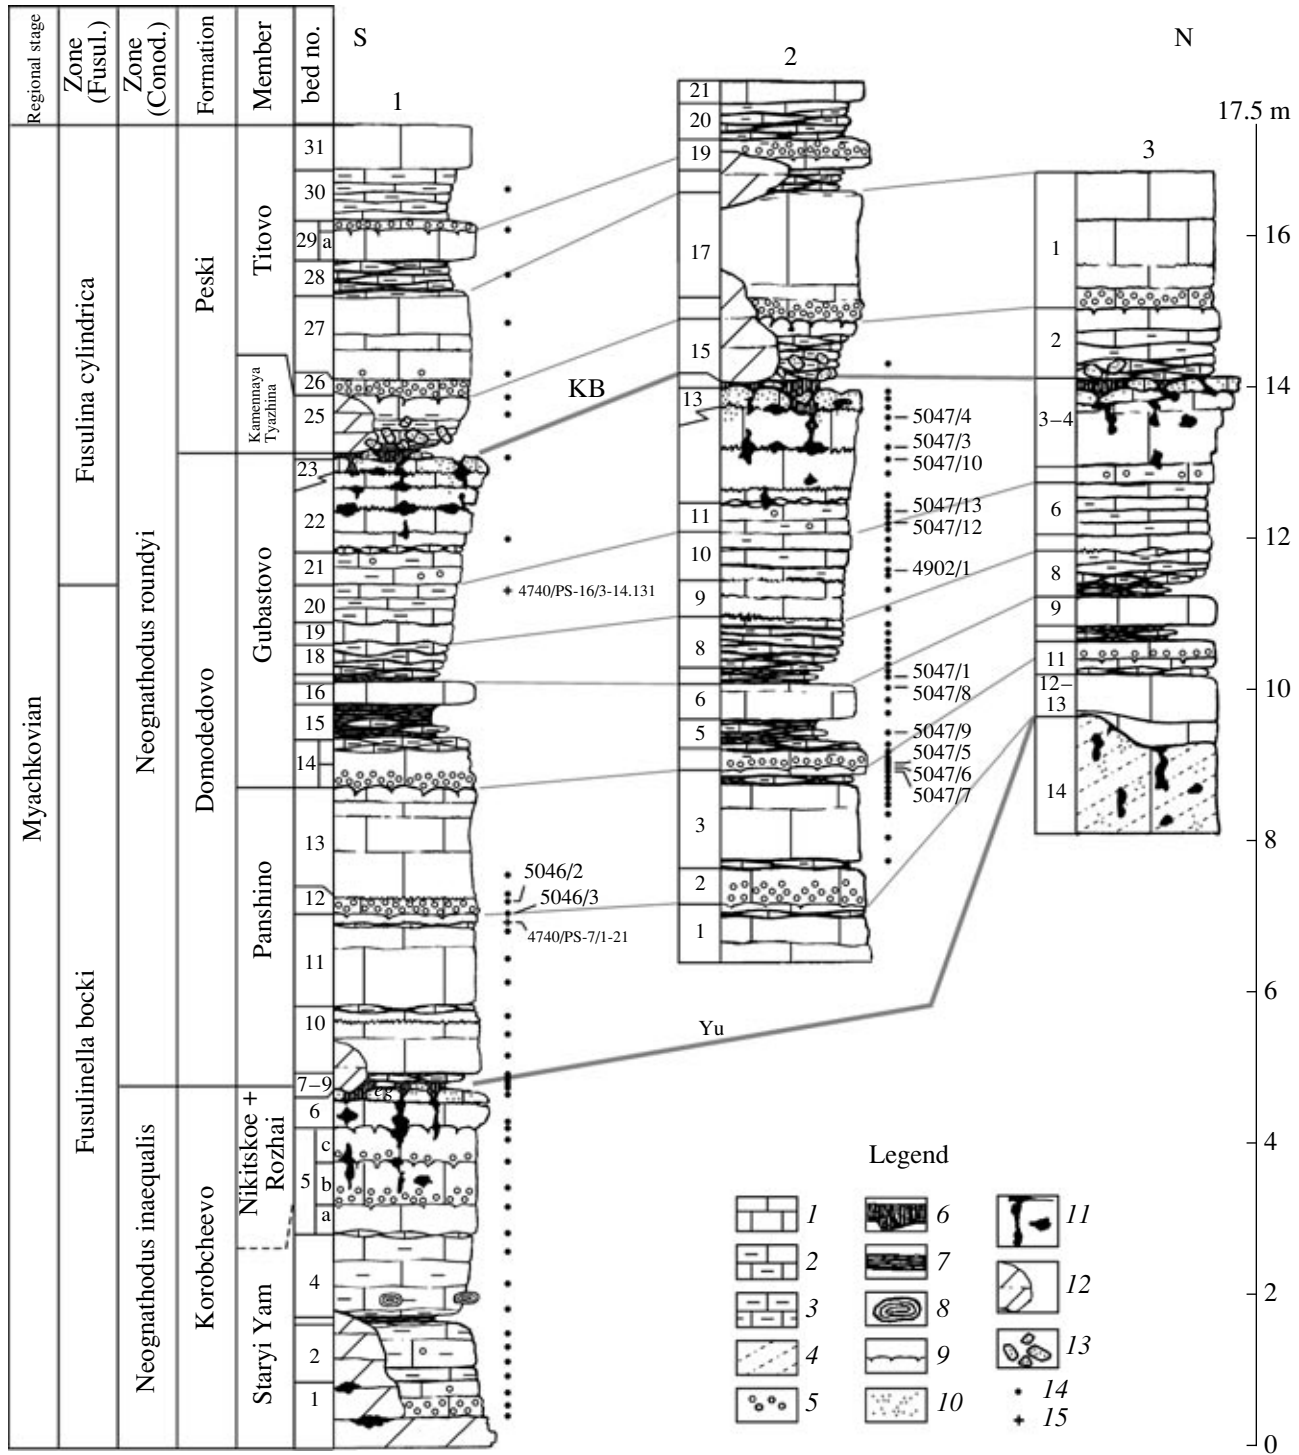 Regional stage
Zone
(Fusul.)
Zone
(Conod.)
Formation
Member
bed no.
S
N
1
2
3
17.5 m
Myachkovian
Fusulina cylindrica
Fusulinella bocki
Neognathodus roundyi
Neognathodus inaequalis
Peski
Domodedovo
Korobcheevo
Titovo
Kamennaya
Tyazhina
Gubastovo
Panshino
Nikitskoe +
Rozhai
Staryi Yam
31
30
29 a
28
27
26
25
23
22
21
20
19
18
16
15
14
13
12
11
10
7–9
6
5
c
b
a
4
2
1
eg
KB
Yu
4740/PS-16/3-14.131
5046/2
5046/3
4740/PS-7/1-21
21
20
19
17
15
13
11
10
9
8
6
5
3
2
1
5047/4
5047/3
5047/10
5047/13
5047/12
4902/1
5047/1
5047/8
5047/9
5047/5
5047/6
5047/7
1
2
3–4
6
8
9
11
12–
13
14
16
14
12
10
8
6
4
2
0
Legend
1
2
3
4
5
6
7
8
9
10
11
12
13
14
15